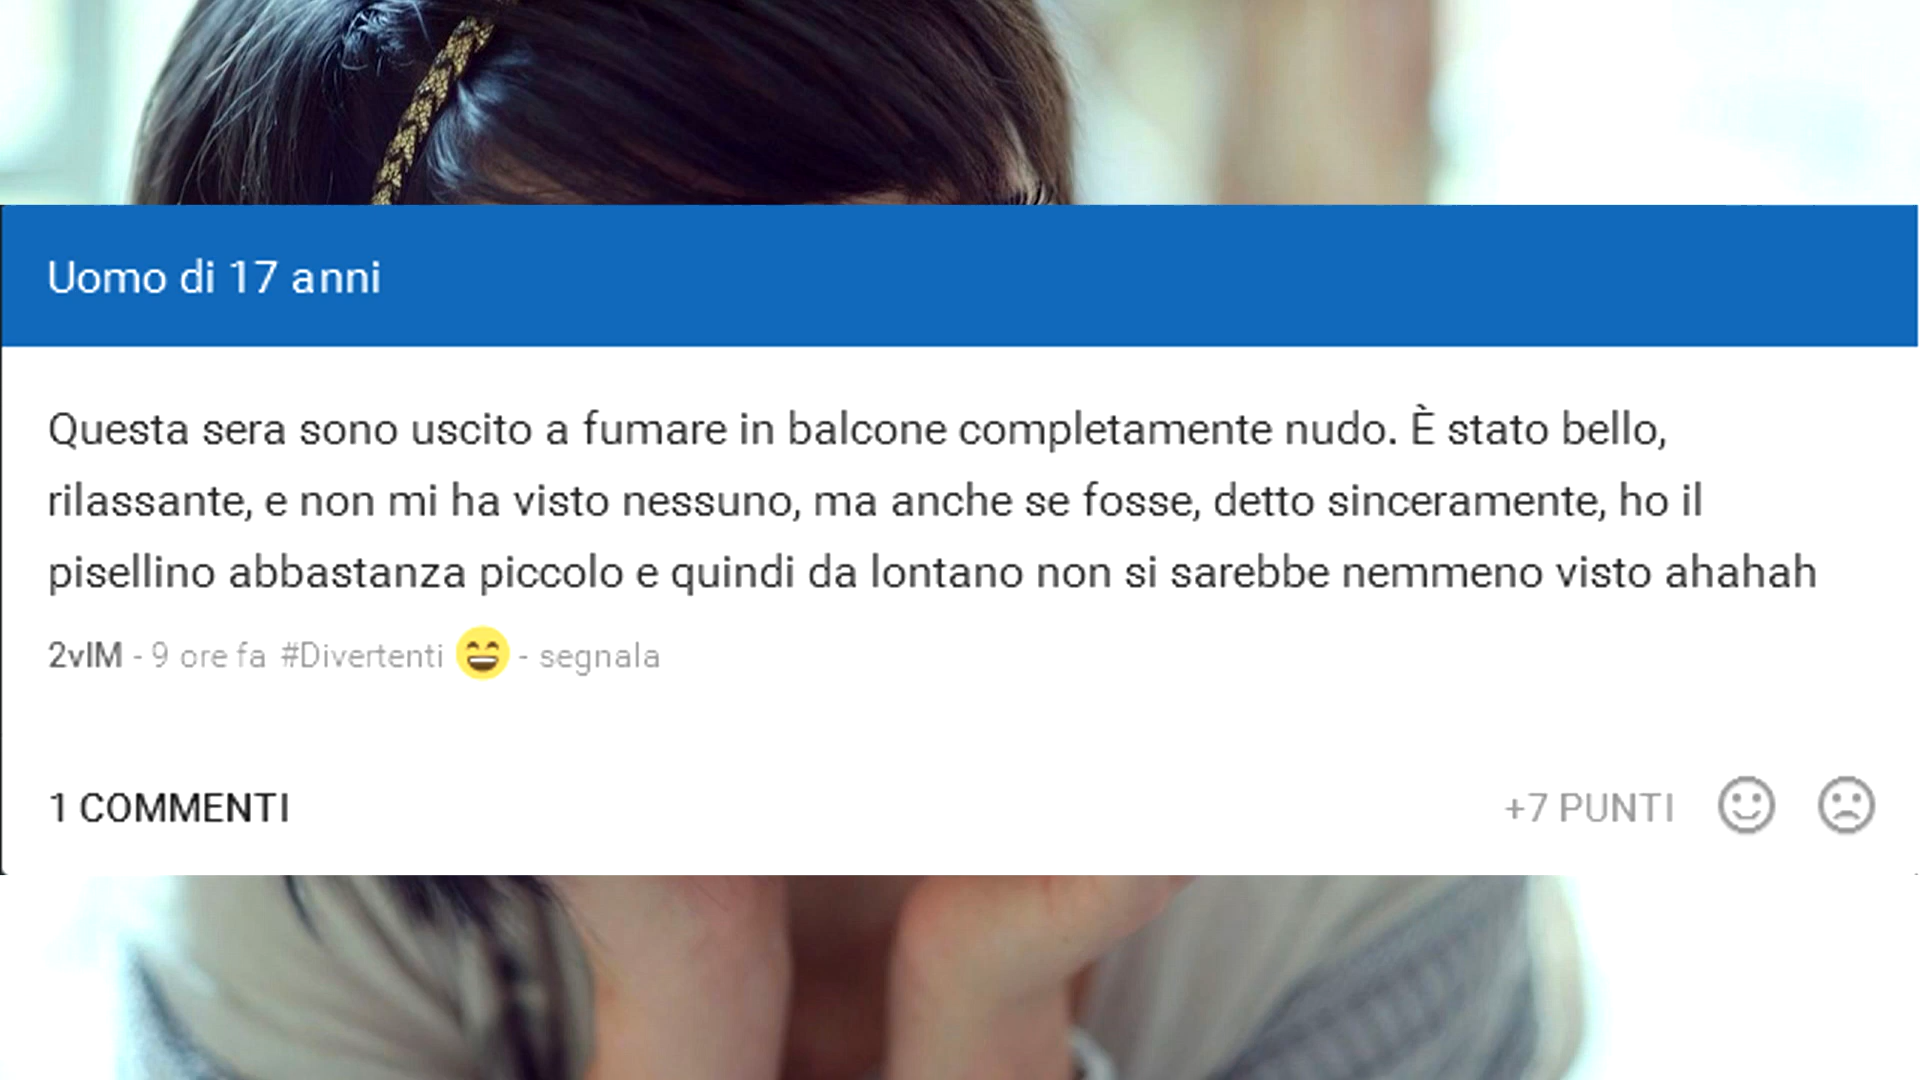 Uomo di 17 anni
Questa sera sono uscito a fumare in balcone completamente nudo. È stato bello,
rilassante, e non mi ha visto nessuno, ma anche se fosse, detto sinceramente, ho il
pisellino abbastanza piccolo e quindi da lontano non si sarebbe nemmeno visto ahahah
2vIM - 9 ore fa #Divertenti 😄 - segnala
1 COMMENTI
+7 PUNTI